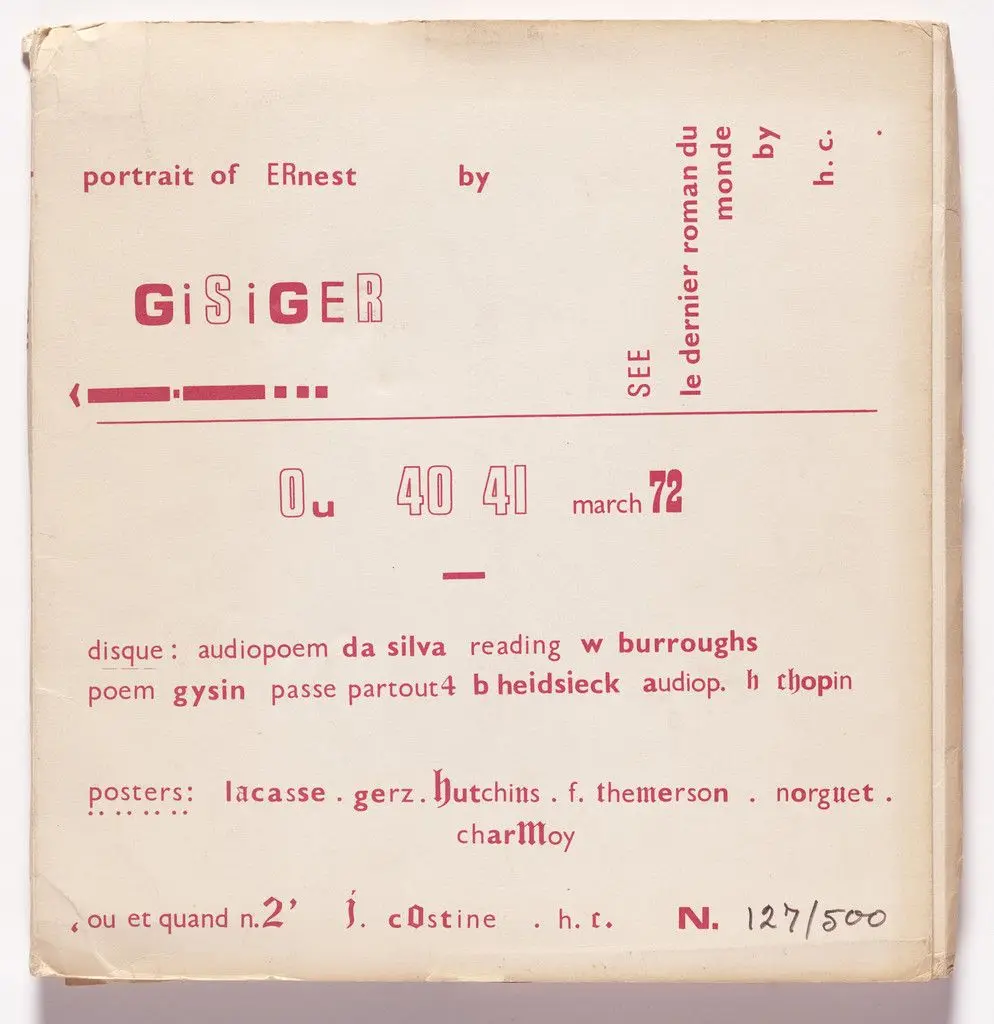 portrait of ERnest by
GiSiGER
SEE
le dernier roman du
monde
by
h. c.
Ou 40 41 march 72
disque: audiopoem da silva reading w burroughs
poem gysin passe partout4 b heidsieck audiop. h chopin
posters: lacasse . gerz . hutchins . f. themerson . norguet .
charMoy
ou et quand n.2' J. cOstine . h. c. N. 127/500